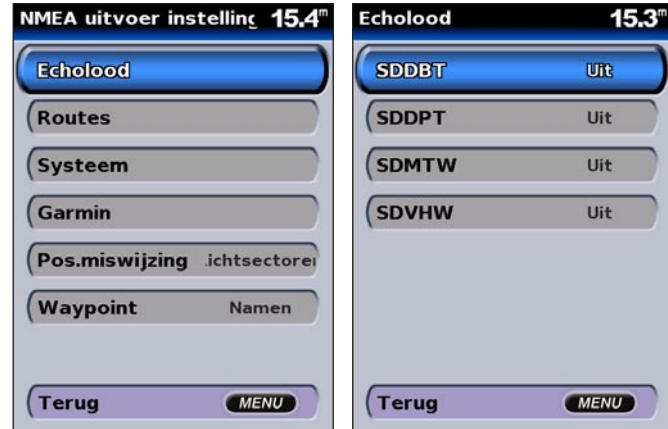 NMEA uitvoer instelling 15.4m
Echolood
Routes
Systeem
Garmin
Pos.miswijzing .ichtsectorer
Waypoint Namen
Terug MENU
Echolood 15.3m
SDDBT Uit
SDDPT Uit
SDMTW Uit
SDVHW Uit
Terug MENU